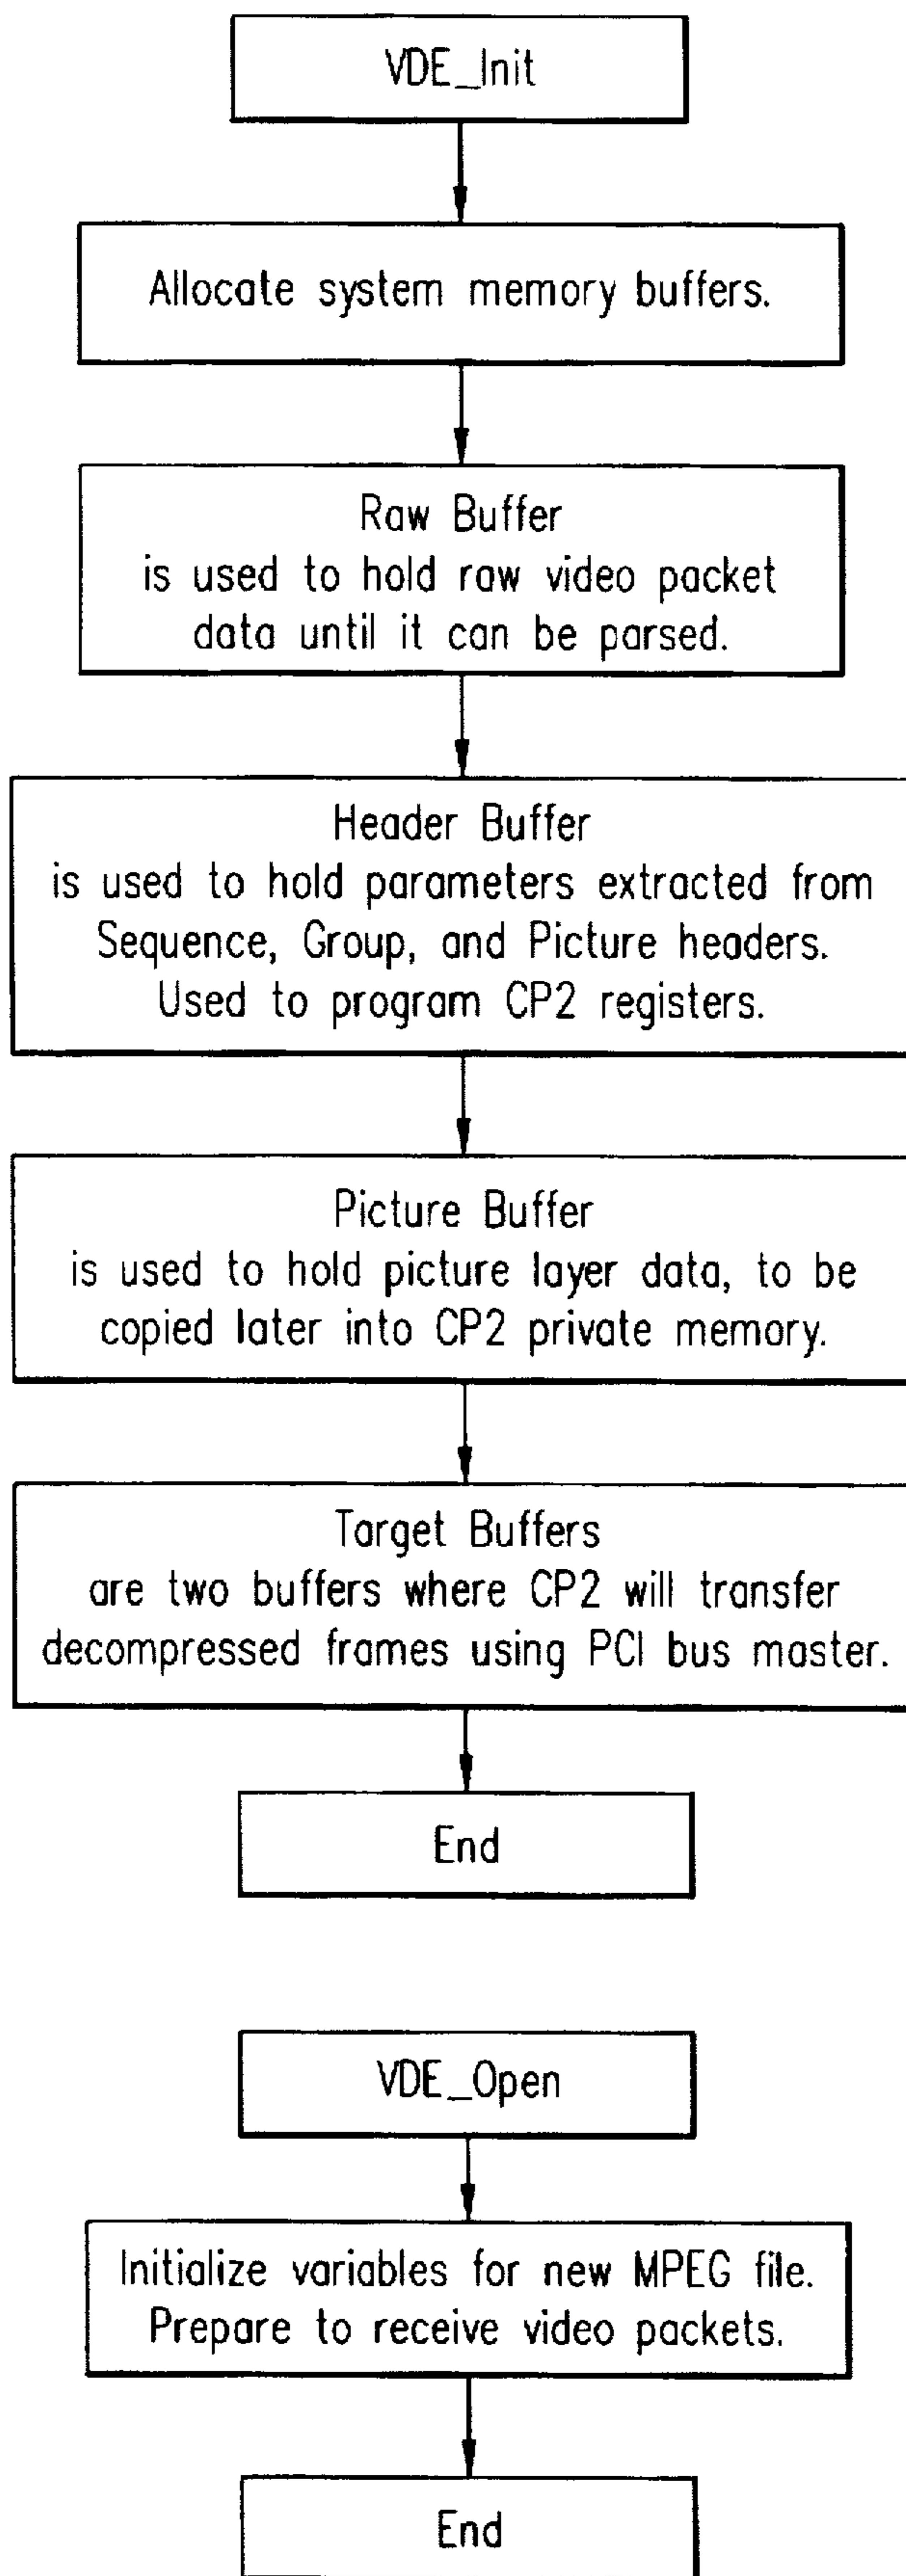 VDE_Init
Allocate system memory buffers.
Raw Buffer
is used to hold raw video packet
data until it can be parsed.
Header Buffer
is used to hold parameters extracted from
Sequence, Group, and Picture headers.
Used to program CP2 registers.
Picture Buffer
is used to hold picture layer data, to be
copied later into CP2 private memory.
Target Buffers
are two buffers where CP2 will transfer
decompressed frames using PCI bus master.
End
VDE_Open
Initialize variables for new MPEG file.
Prepare to receive video packets.
End